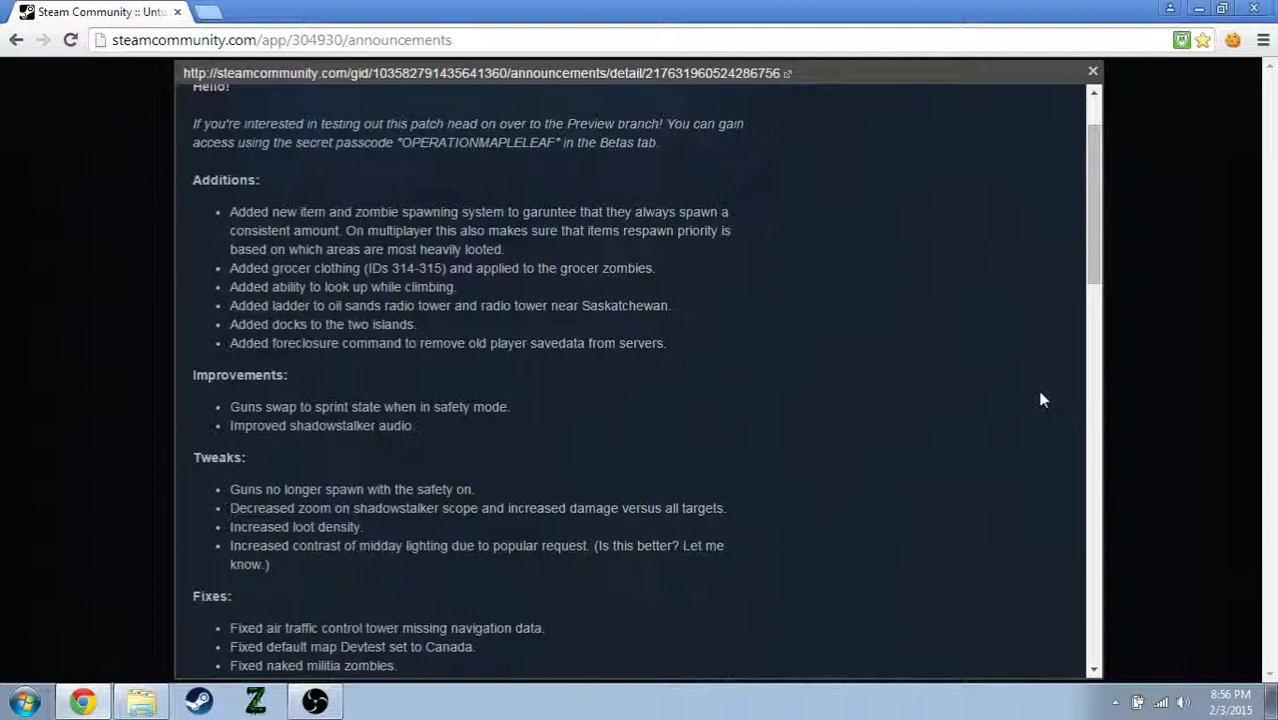 Steam Community :: Untu
steamcommunity.com/app/304930/announcements
http://steamcommunity.com/gid/103582791435641360/announcements/detail/217631960524286756
Hello!
If you're interested in testing out this patch head on over to the Preview branch! You can gain
access using the secret passcode "OPERATIONMAPLELEAF" in the Betas tab.
Additions:
Added new item and zombie spawning system to garuntee that they always spawn a
consistent amount. On multiplayer this also makes sure that items respawn priority is
based on which areas are most heavily looted.
Added grocer clothing (IDs 314-315) and applied to the grocer zombies.
Added ability to look up while climbing.
Added ladder to oil sands radio tower and radio tower near Saskatchewan.
Added docks to the two islands.
Added foreclosure command to remove old player savedata from servers.
Improvements:
Guns swap to sprint state when in safety mode.
Improved shadowstalker audio.
Tweaks:
Guns no longer spawn with the safety on.
Decreased zoom on shadowstalker scope and increased damage versus all targets.
Increased loot density.
Increased contrast of midday lighting due to popular request. (Is this better? Let me
know.)
Fixes:
Fixed air traffic control tower missing navigation data.
Fixed default map Devtest set to Canada.
Fixed naked militia zombies.
8:56 PM
2/3/2015